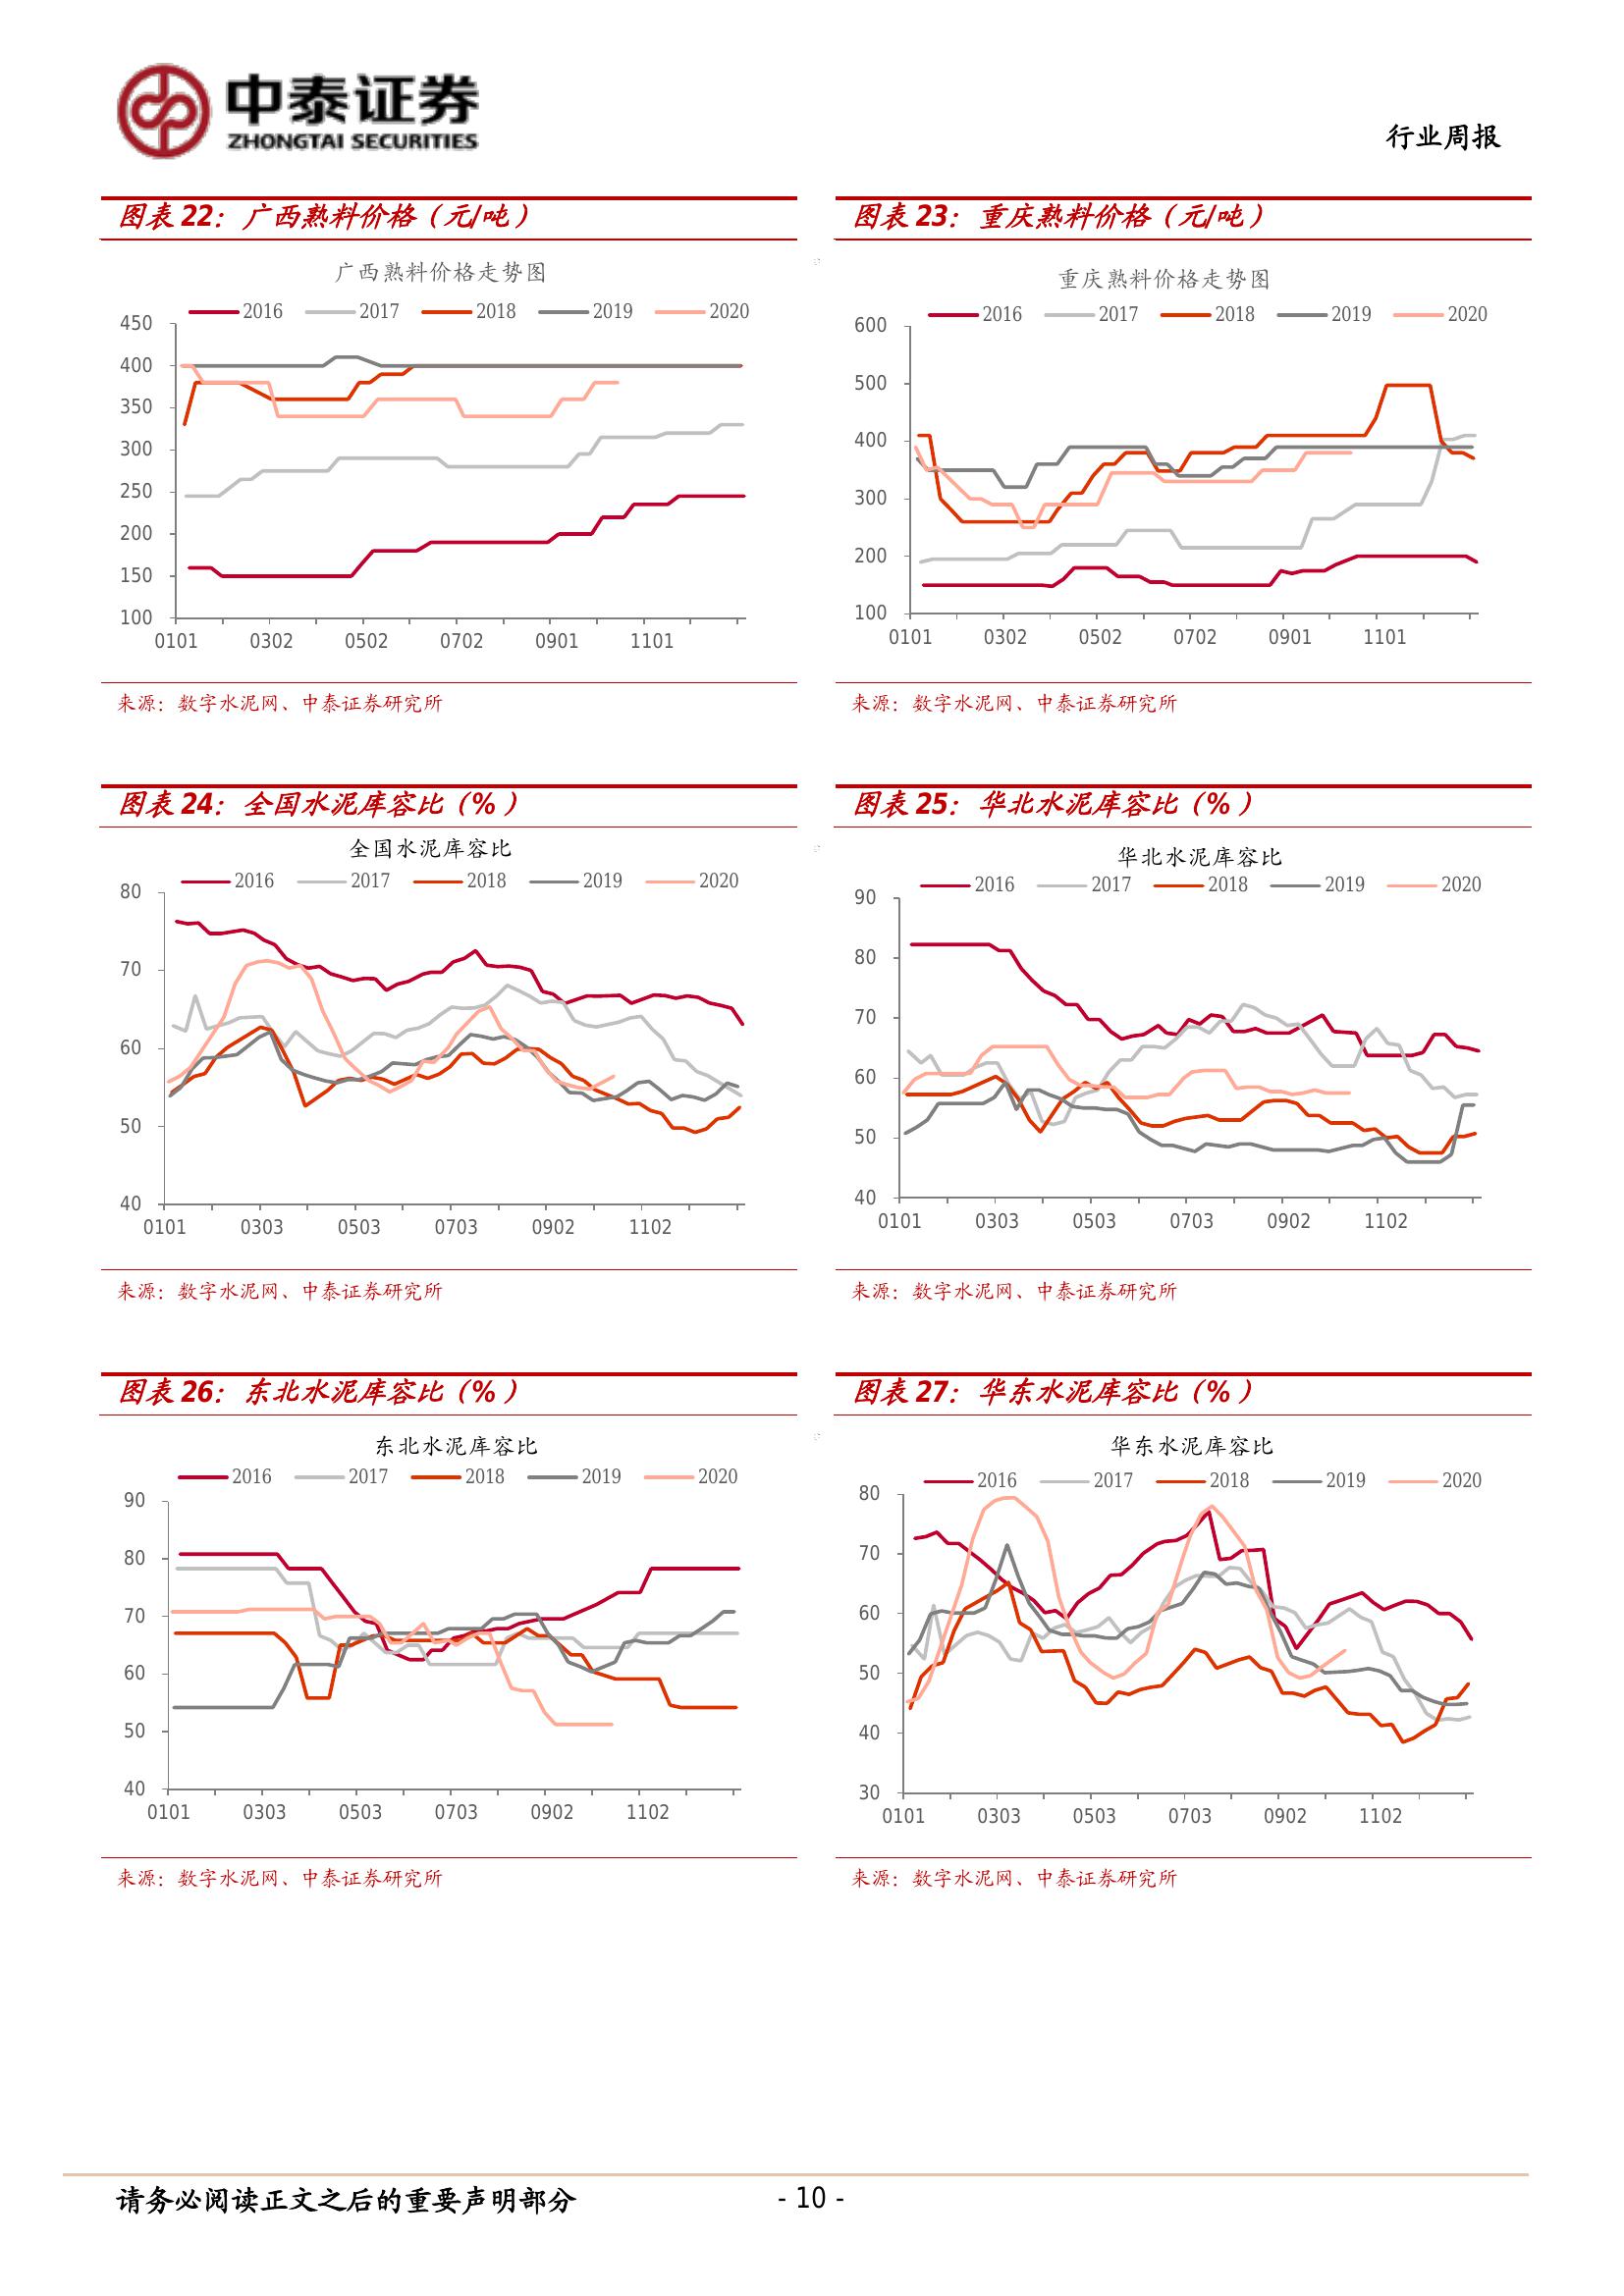 中泰证券
ZHONGTAI SECURITIES
行业周报
图表 22：广西熟料价格（元/吨）
广西熟料价格走势图
2016 2017 2018 2019 2020
450
400
350
300
250
200
150
100
0101 0302 0502 0702 0901 1101
来源：数字水泥网、中泰证券研究所
图表 23：重庆熟料价格（元/吨）
重庆熟料价格走势图
2016 2017 2018 2019 2020
600
500
400
300
200
100
0101 0302 0502 0702 0901 1101
来源：数字水泥网、中泰证券研究所
图表 24：全国水泥库容比（%）
全国水泥库容比
2016 2017 2018 2019 2020
80
70
60
50
40
0101 0303 0503 0703 0902 1102
来源：数字水泥网、中泰证券研究所
图表 25：华北水泥库容比（%）
华北水泥库容比
2016 2017 2018 2019 2020
90
80
70
60
50
40
0101 0303 0503 0703 0902 1102
来源：数字水泥网、中泰证券研究所
图表 26：东北水泥库容比（%）
东北水泥库容比
2016 2017 2018 2019 2020
90
80
70
60
50
40
0101 0303 0503 0703 0902 1102
来源：数字水泥网、中泰证券研究所
图表 27：华东水泥库容比（%）
华东水泥库容比
2016 2017 2018 2019 2020
80
70
60
50
40
30
0101 0303 0503 0703 0902 1102
来源：数字水泥网、中泰证券研究所
请务必阅读正文之后的重要声明部分
- 10 -